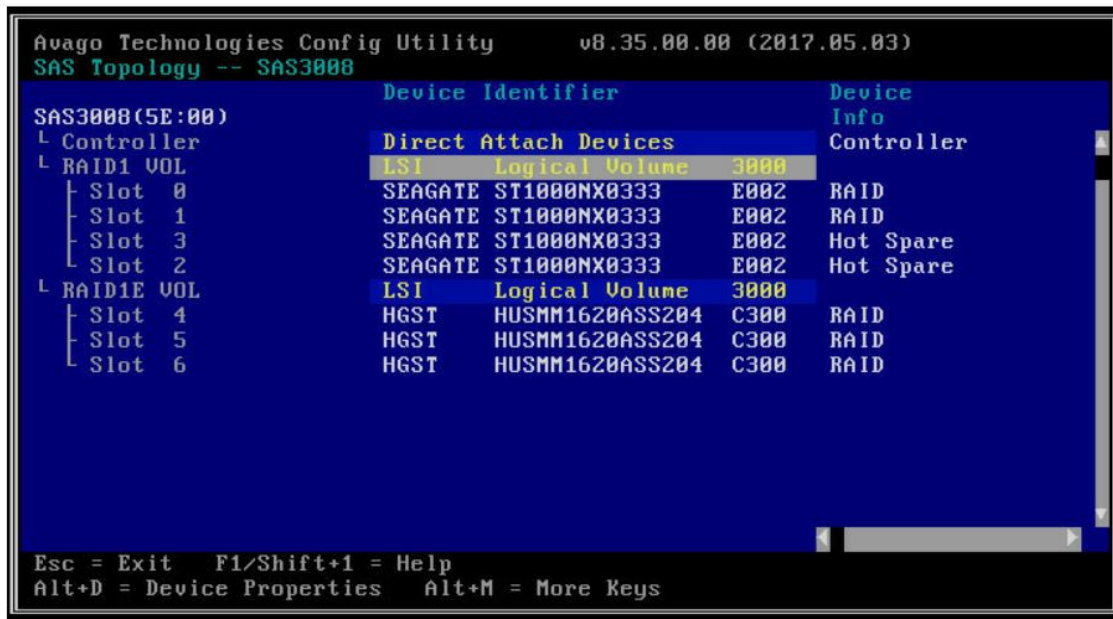 Avago Technologies Config Utility v8.35.00.00 (2017.05.03)
SAS Topology -- SAS3008
Device Identifier Device
SAS3008(5E:00) Info
Controller Direct Attach Devices Controller
RAID1 VOL LSI Logical Volume 3000
Slot 0 SEAGATE ST1000NX0333 E002 RAID
Slot 1 SEAGATE ST1000NX0333 E002 RAID
Slot 3 SEAGATE ST1000NX0333 E002 Hot Spare
Slot 2 SEAGATE ST1000NX0333 E002 Hot Spare
RAID1E VOL LSI Logical Volume 3000
Slot 4 HGST HUSMM1620ASS204 C300 RAID
Slot 5 HGST HUSMM1620ASS204 C300 RAID
Slot 6 HGST HUSMM1620ASS204 C300 RAID
Esc = Exit F1/Shift+1 = Help
Alt+D = Device Properties Alt+M = More Keys